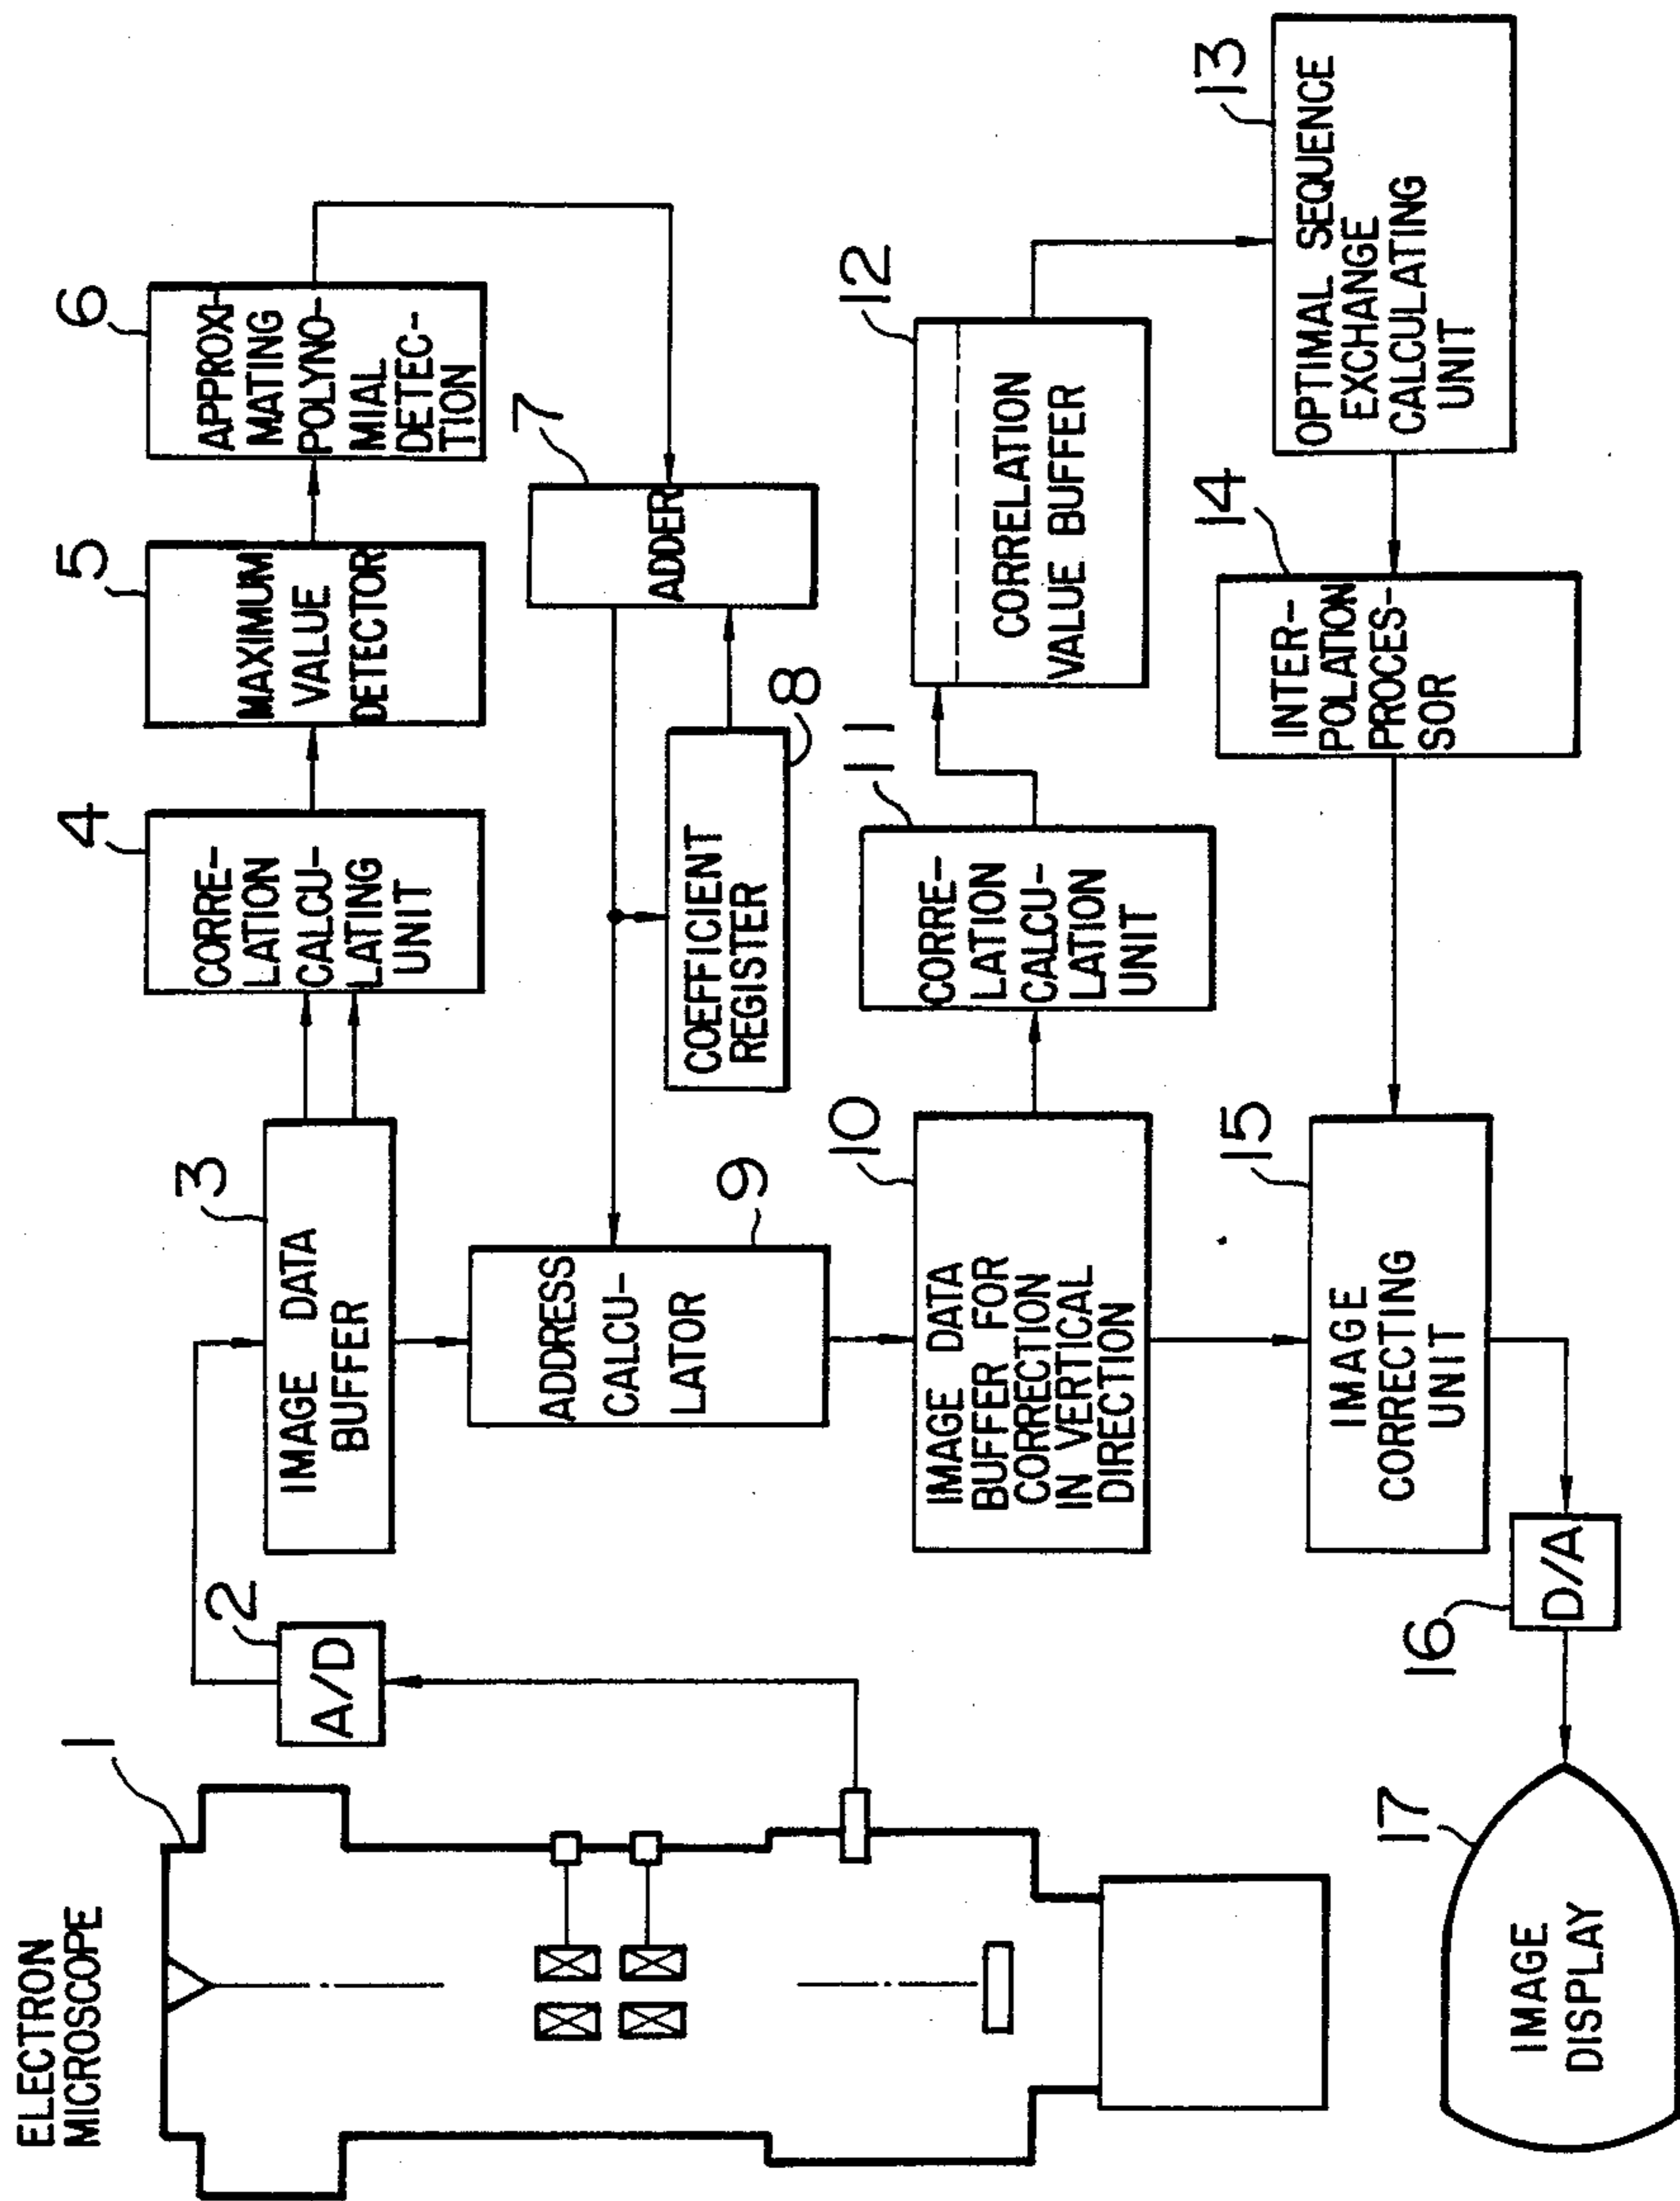 ELECTRON
MICROSCOPE
1
2
A/D
3
IMAGE DATA
BUFFER
4
CORRE-
LATION
CALCU-
LATING
UNIT
5
MAXIMUM
VALUE
DETECTOR
6
APPROXI-
MATING
POLYNO-
MIAL
DETEC-
TION
7
ADDER
8
COEFFICIENT
REGISTER
9
ADDRESS
CALCU-
LATOR
10
IMAGE DATA
BUFFER FOR
CORRECTION
IN VERTICAL
DIRECTION
11
CORRE-
LATION
CALCU-
LATION
UNIT
12
CORRELATION
VALUE BUFFER
13
OPTIMAL SEQUENCE
EXCHANGE
CALCULATING
UNIT
14
INTER-
POLATION
PROCES-
SOR
15
IMAGE
CORRECTING
UNIT
16
D/A
17
IMAGE
DISPLAY